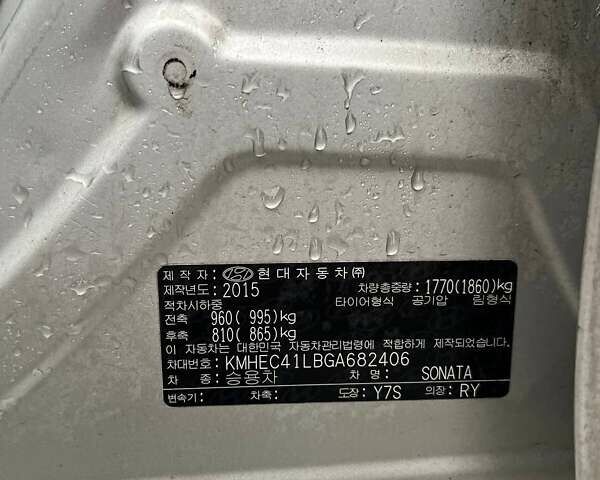 제 작 자: 현대자동차㈜
제작년도: 2015 차량총중량: 1770(1860)kg
적차시하중 타이어형식 공기압 림형식
전축 960( 995)kg
후축 810( 865)kg
이 자동차는 대한민국 자동차관리법령에 적합하게 제작되었습니다.
차대번호: KMHEC41LBGA682406
차 종: 승용차 차 명: SONATA
변속기: 차축: 도장: Y7S 의장: RY